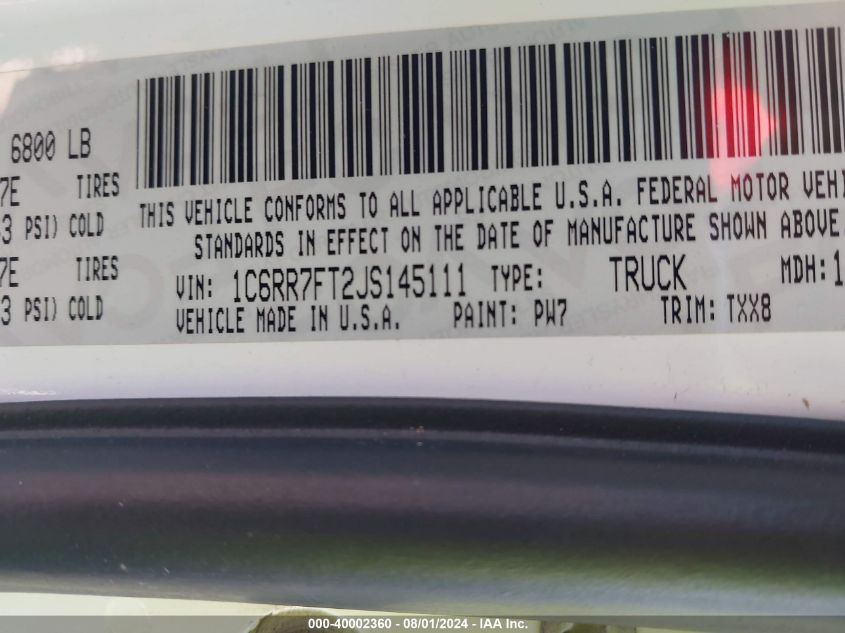 6800 LB
7E TIRES
3 PSI) COLD
7E TIRES
3 PSI) COLD
THIS VEHICLE CONFORMS TO ALL APPLICABLE U.S.A. FEDERAL MOTOR VEHI
STANDARDS IN EFFECT ON THE DATE OF MANUFACTURE SHOWN ABOVE.
VIN: 1C6RR7FT2JS145111 TYPE: TRUCK MDH:1
VEHICLE MADE IN U.S.A. PAINT: PW7 TRIM: TXX8
000-40002360 - 08/01/2024 - IAA Inc.